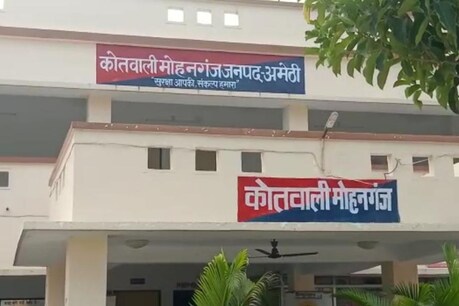 कोतवाली मोहनगंज जनपद-अमेठी
"सुरक्षा आपकी, संकल्प हमारा"
कोतवाली मोहनगंज